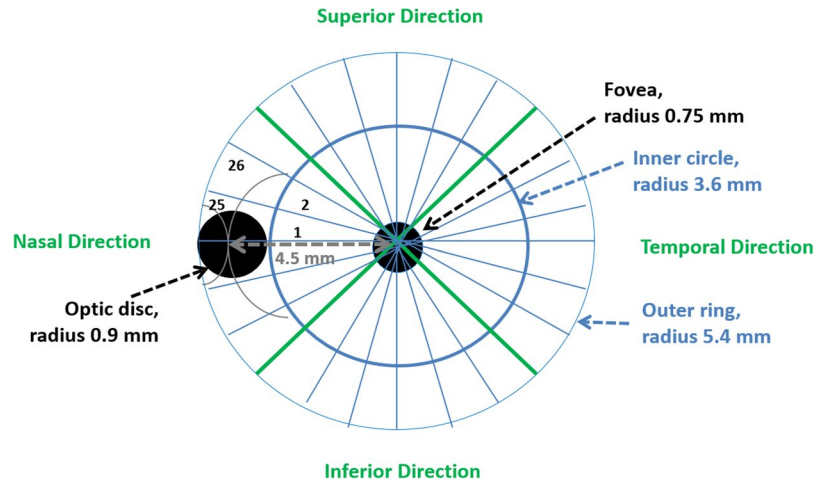 Superior Direction
Fovea,
radius 0.75 mm
Inner circle,
radius 3.6 mm
26
25
2
1
4.5 mm
Nasal Direction
Temporal Direction
Optic disc,
radius 0.9 mm
Outer ring,
radius 5.4 mm
Inferior Direction